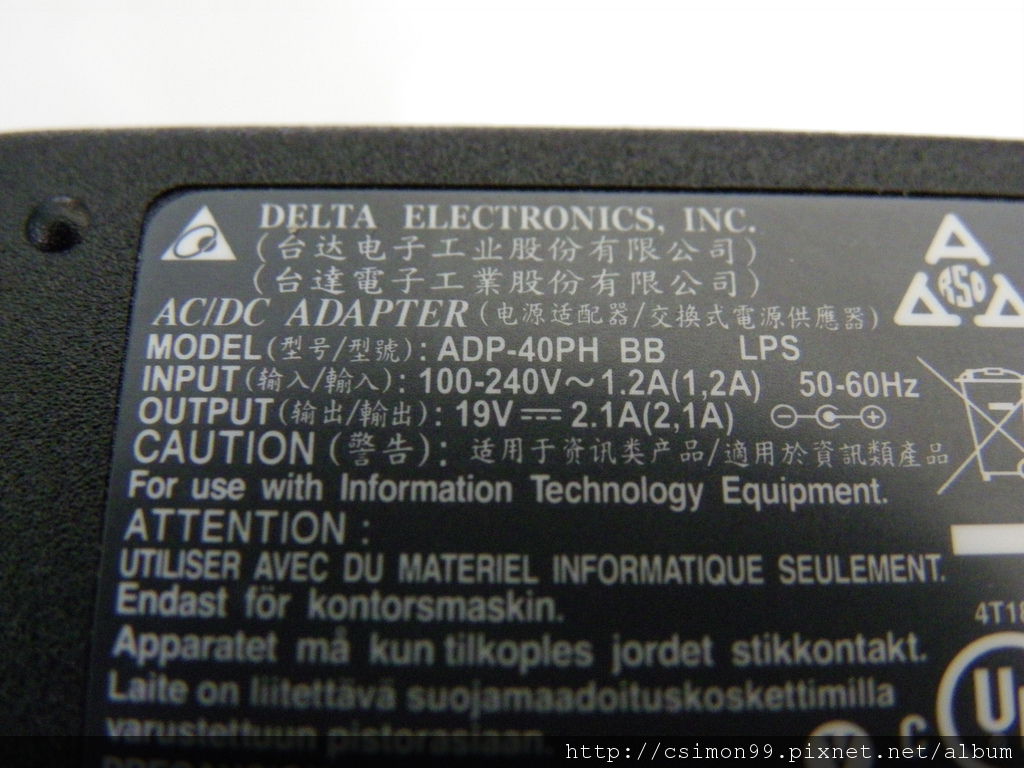 DELTA ELECTRONICS, INC.
(台达电子工业股份有限公司)
(台達電子工業股份有限公司)
RSG
AC/DC ADAPTER (电源适配器/交換式電源供應器)
MODEL(型号/型號): ADP-40PH BB LPS
INPUT(输入/輸入): 100-240V~1.2A(1,2A) 50-60Hz
OUTPUT(输出/輸出): 19V⎓2.1A(2,1A)
CAUTION(警告): 适用于资讯类产品/適用於資訊類產品
For use with Information Technology Equipment.
ATTENTION :
UTILISER AVEC DU MATERIEL INFORMATIQUE SEULEMENT.
Endast för kontorsmaskin.
4T18
Apparatet må kun tilkoples jordet stikkontakt.
Laite on liitettävä suojamaadoituskoskettimilla
varustettuun pistorasiaan.
http://csimon99.pixnet.net/album